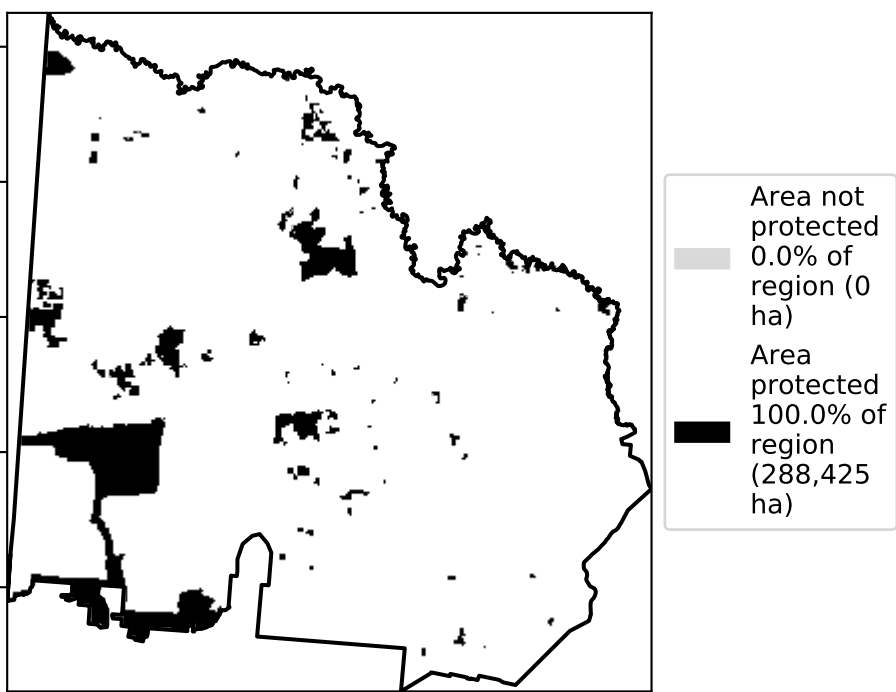 Area not
protected
0.0% of
region (0
ha)
Area
protected
100.0% of
region
(288,425
ha)